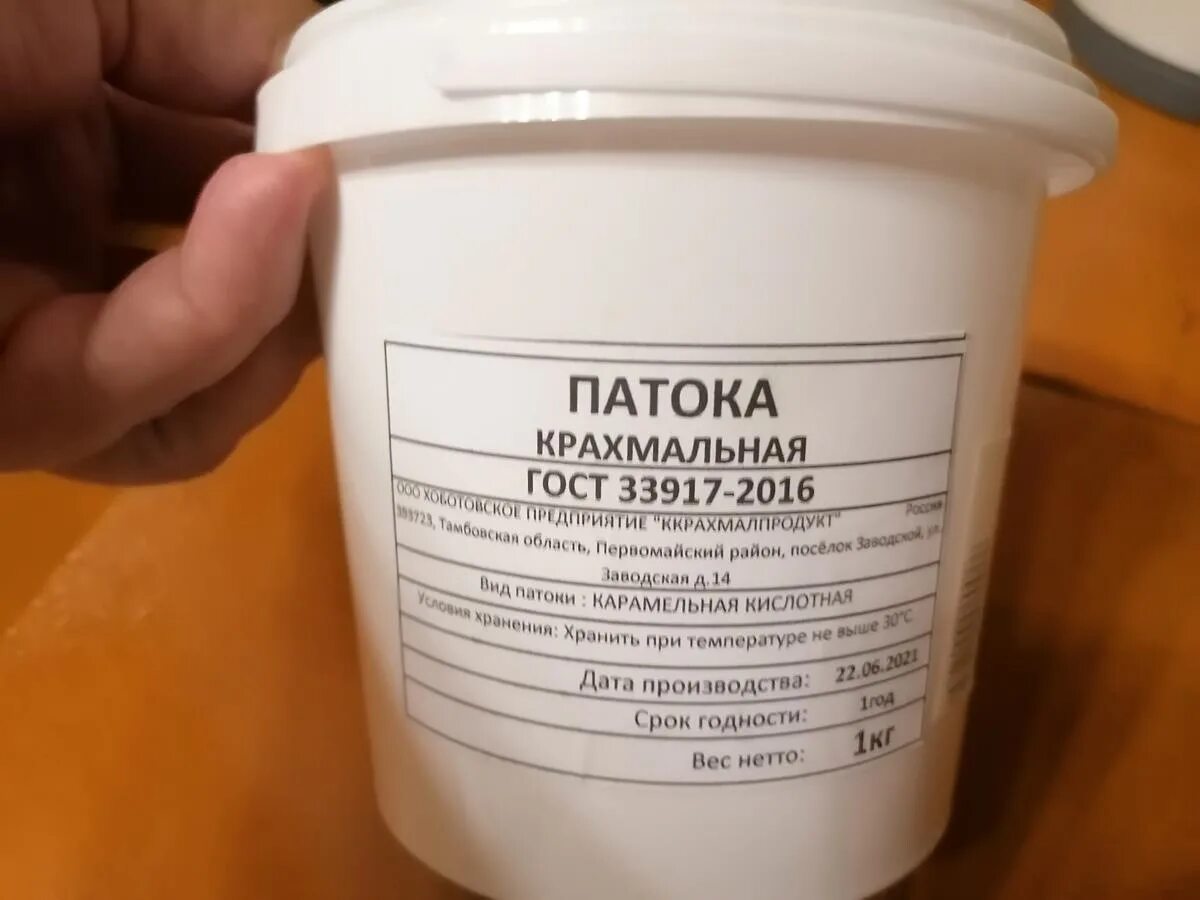 ПАТОКА
КРАХМАЛЬНАЯ
ГОСТ 33917-2016
ООО ХОБОТОВСКОЕ ПРЕДПРИЯТИЕ "ККРАХМАЛПРОДУКТ" Россия
393723, Тамбовская область, Первомайский район, посёлок Заводской, ул.
Заводская д.14
Вид патоки : КАРАМЕЛЬНАЯ КИСЛОТНАЯ
Условия хранения: Хранить при температуре не выше 30°С
Дата производства: 22.06.2021
Срок годности: 1год
Вес нетто: 1кг